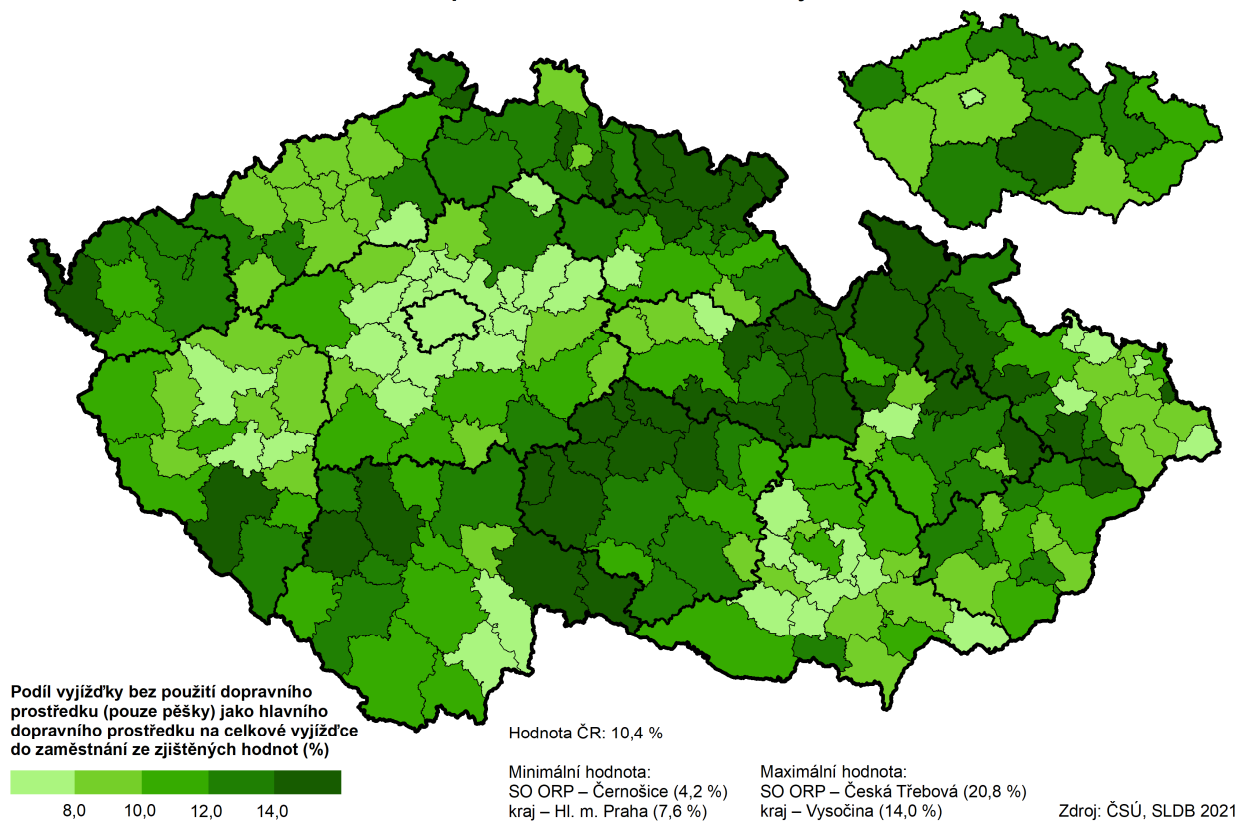 Podíl vyjížďky bez použití dopravního
prostředku (pouze pěšky) jako hlavního
dopravního prostředku na celkové vyjížďce
do zaměstnání ze zjištěných hodnot (%)
8,0 10,0 12,0 14,0
Hodnota ČR: 10,4 %
Minimální hodnota:
SO ORP – Černošice (4,2 %)
kraj – Hl. m. Praha (7,6 %)
Maximální hodnota:
SO ORP – Česká Třebová (20,8 %)
kraj – Vysočina (14,0 %)
Zdroj: ČSÚ, SLDB 2021